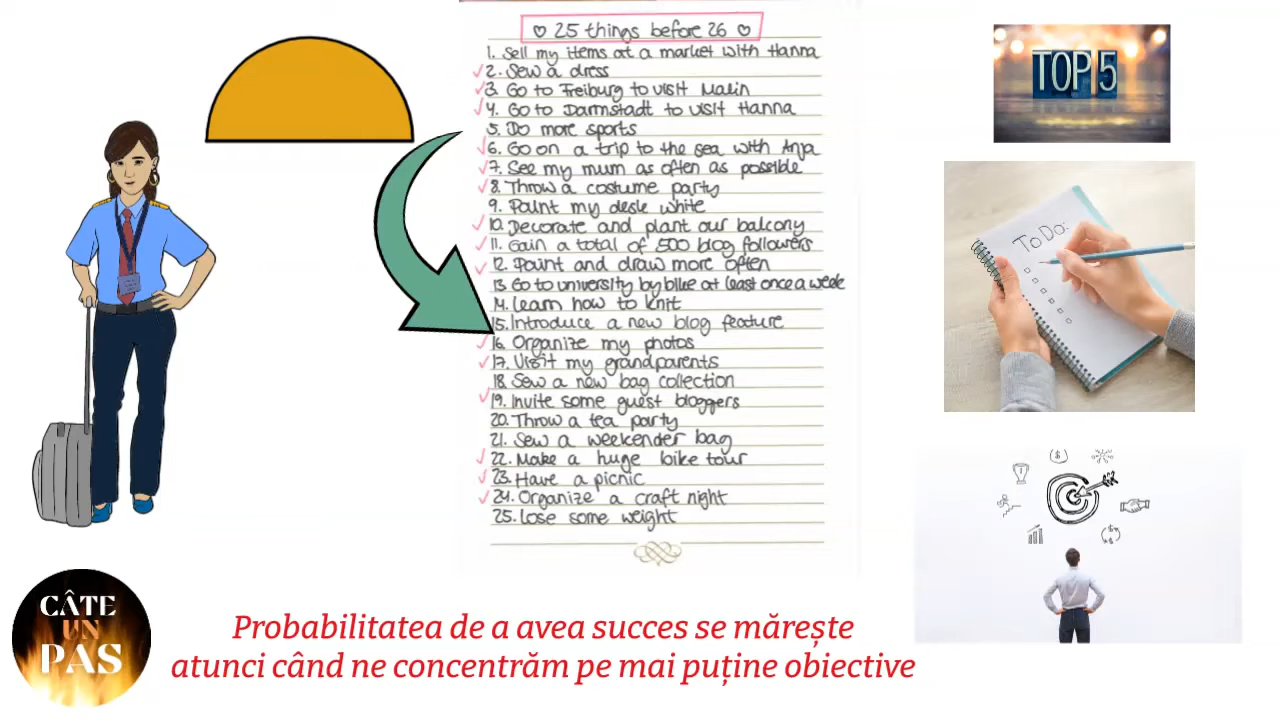 ♡ 25 things before 26 ♡
1. Sell my items at a market with Hanna
2. Sew a dress
3. Go to Freiburg to visit Malin
4. Go to Darmstadt to visit Hanna
5. Do more sports
6. Go on a trip to the sea with Anja
7. See my mum as often as possible
8. Throw a costume party
9. Paint my desk white
10. Decorate and plant our balcony
11. Gain a total of 500 blog followers
12. Paint and draw more often
13. Go to university by bike at least once a week
14. Learn how to knit
15. Introduce a new blog feature
16. Organize my photos
17. Visit my grandparents
18. Sew a new bag collection
19. Invite some guest bloggers
20. Throw a tea party
21. Sew a weekender bag
22. Make a huge bike tour
23. Have a picnic
24. Organize a craft night
25. Lose some weight
TOP 5
To Do:
CÂTE
UN
PAS
Probabilitatea de a avea succes se mărește
atunci când ne concentrăm pe mai puține obiective